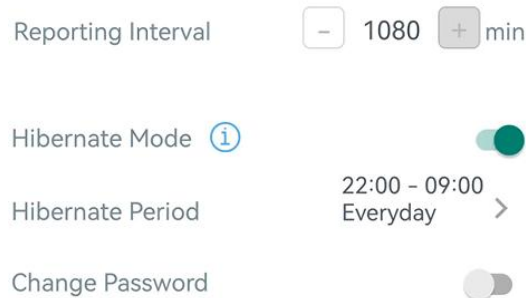 Reporting Interval - 1080 + min
Hibernate Mode i
22:00 - 09:00
Hibernate Period Everyday >
Change Password